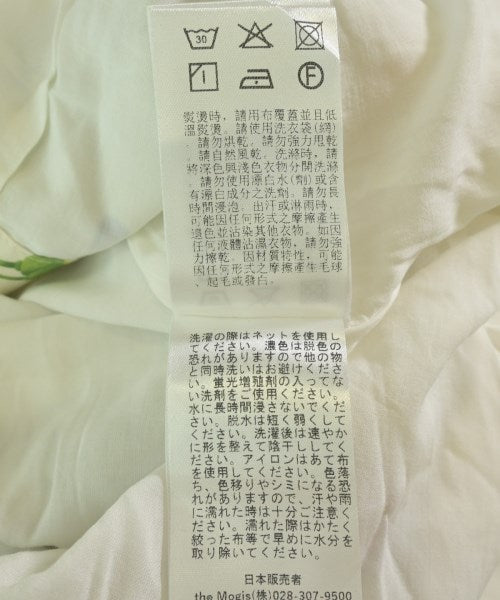 30
F
熨燙時，請用布覆蓋並且低
溫熨燙。請使用洗衣袋(網)
。請勿烘乾，請勿強力甩乾
，請自然風乾。洗滌時，請
將深色與淺色衣物分開洗滌
。請勿使用漂白水(劑)或含
有漂白成分之洗劑。請勿長
時間浸泡。出汗或淋雨時，
可能因任何形式之摩擦產生
退色並沾染其他衣物。如因
任何液體沾濕衣物，請勿強
力擦乾。因材質特性，可能
因任何形式之摩擦產生毛球
、起毛或發白。
洗濯の際はネットを使用し
てください。濃色は脱色の
恐れがありますので他の物
と同時洗いはお避けくださ
い。蛍光増殖剤の入ってな
い洗剤をご使用ください。
水に長時間浸さないでくだ
さい。脱水は短く弱くして
ください。洗濯後は速やか
に形を整えて陰干ししてく
ださい。アイロンはあて布
を使用してください。色落
ち、色移りやシミになる恐
れがありますので、汗や雨
に濡れた時は十分ご注意く
ださい。濡れた際はかたく
絞った布等で早めに水分を
取り除いてください。
日本販売者
the Mogis(株)028-307-9500